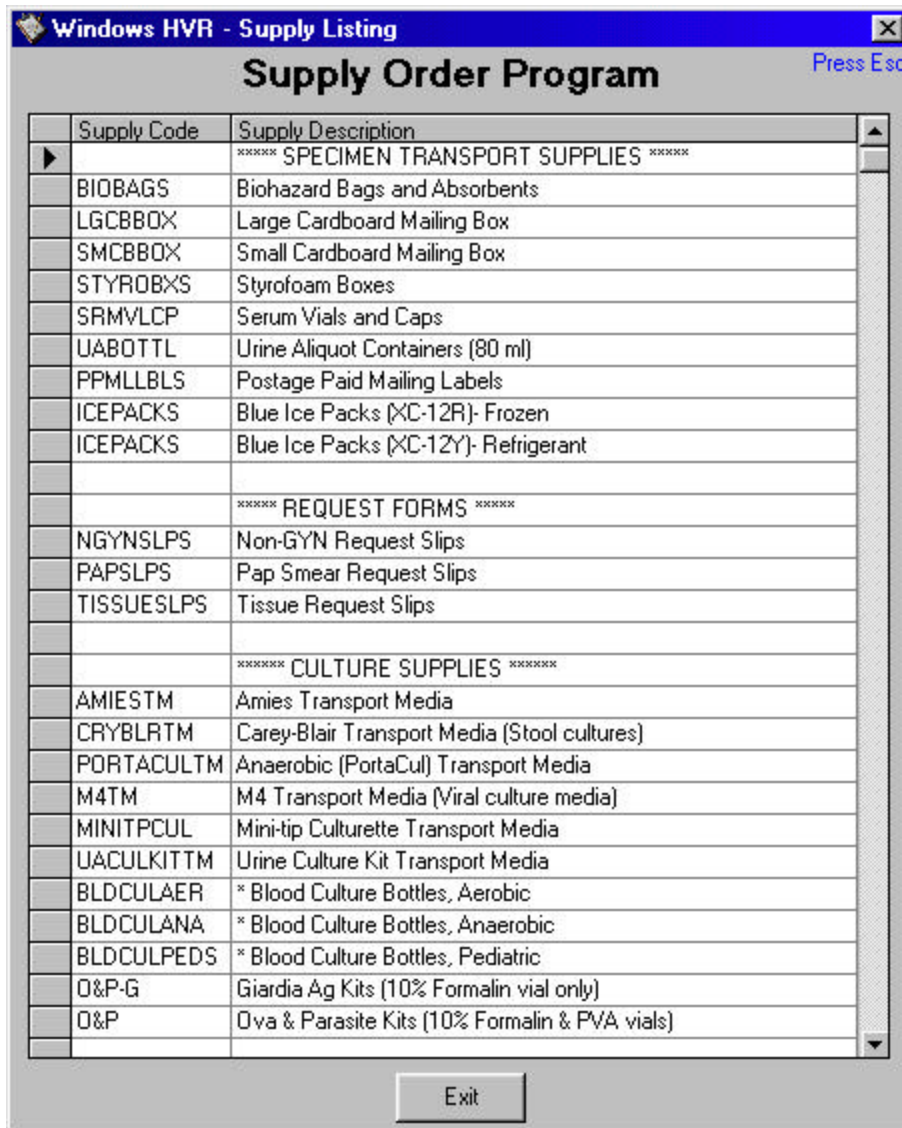 Windows HVR - Supply Listing
Supply Order Program
Press Esc
Supply Code Supply Description
***** SPECIMEN TRANSPORT SUPPLIES *****
BIOBAGS Biohazard Bags and Absorbents
LGCBBOX Large Cardboard Mailing Box
SMCBBOX Small Cardboard Mailing Box
STYROBXS Styrofoam Boxes
SRMVLCP Serum Vials and Caps
UABOTTL Urine Aliquot Containers (80 ml)
PPMLLBLS Postage Paid Mailing Labels
ICEPACKS Blue Ice Packs (XC-12R)- Frozen
ICEPACKS Blue Ice Packs (XC-12Y)- Refrigerant
***** REQUEST FORMS *****
NGYNSLPS Non-GYN Request Slips
PAPSLPS Pap Smear Request Slips
TISSUESLPS Tissue Request Slips
****** CULTURE SUPPLIES ******
AMIESTM Amies Transport Media
CRYBLRTM Carey-Blair Transport Media (Stool cultures)
PORTACULTM Anaerobic (PortaCul) Transport Media
M4TM M4 Transport Media (Viral culture media)
MINITPCUL Mini-tip Culturette Transport Media
UACULKITTM Urine Culture Kit Transport Media
BLDCULAER * Blood Culture Bottles, Aerobic
BLDCULANA * Blood Culture Bottles, Anaerobic
BLDCULPEDS * Blood Culture Bottles, Pediatric
O&P-G Giardia Ag Kits (10% Formalin vial only)
O&P Ova & Parasite Kits (10% Formalin & PVA vials)
Exit